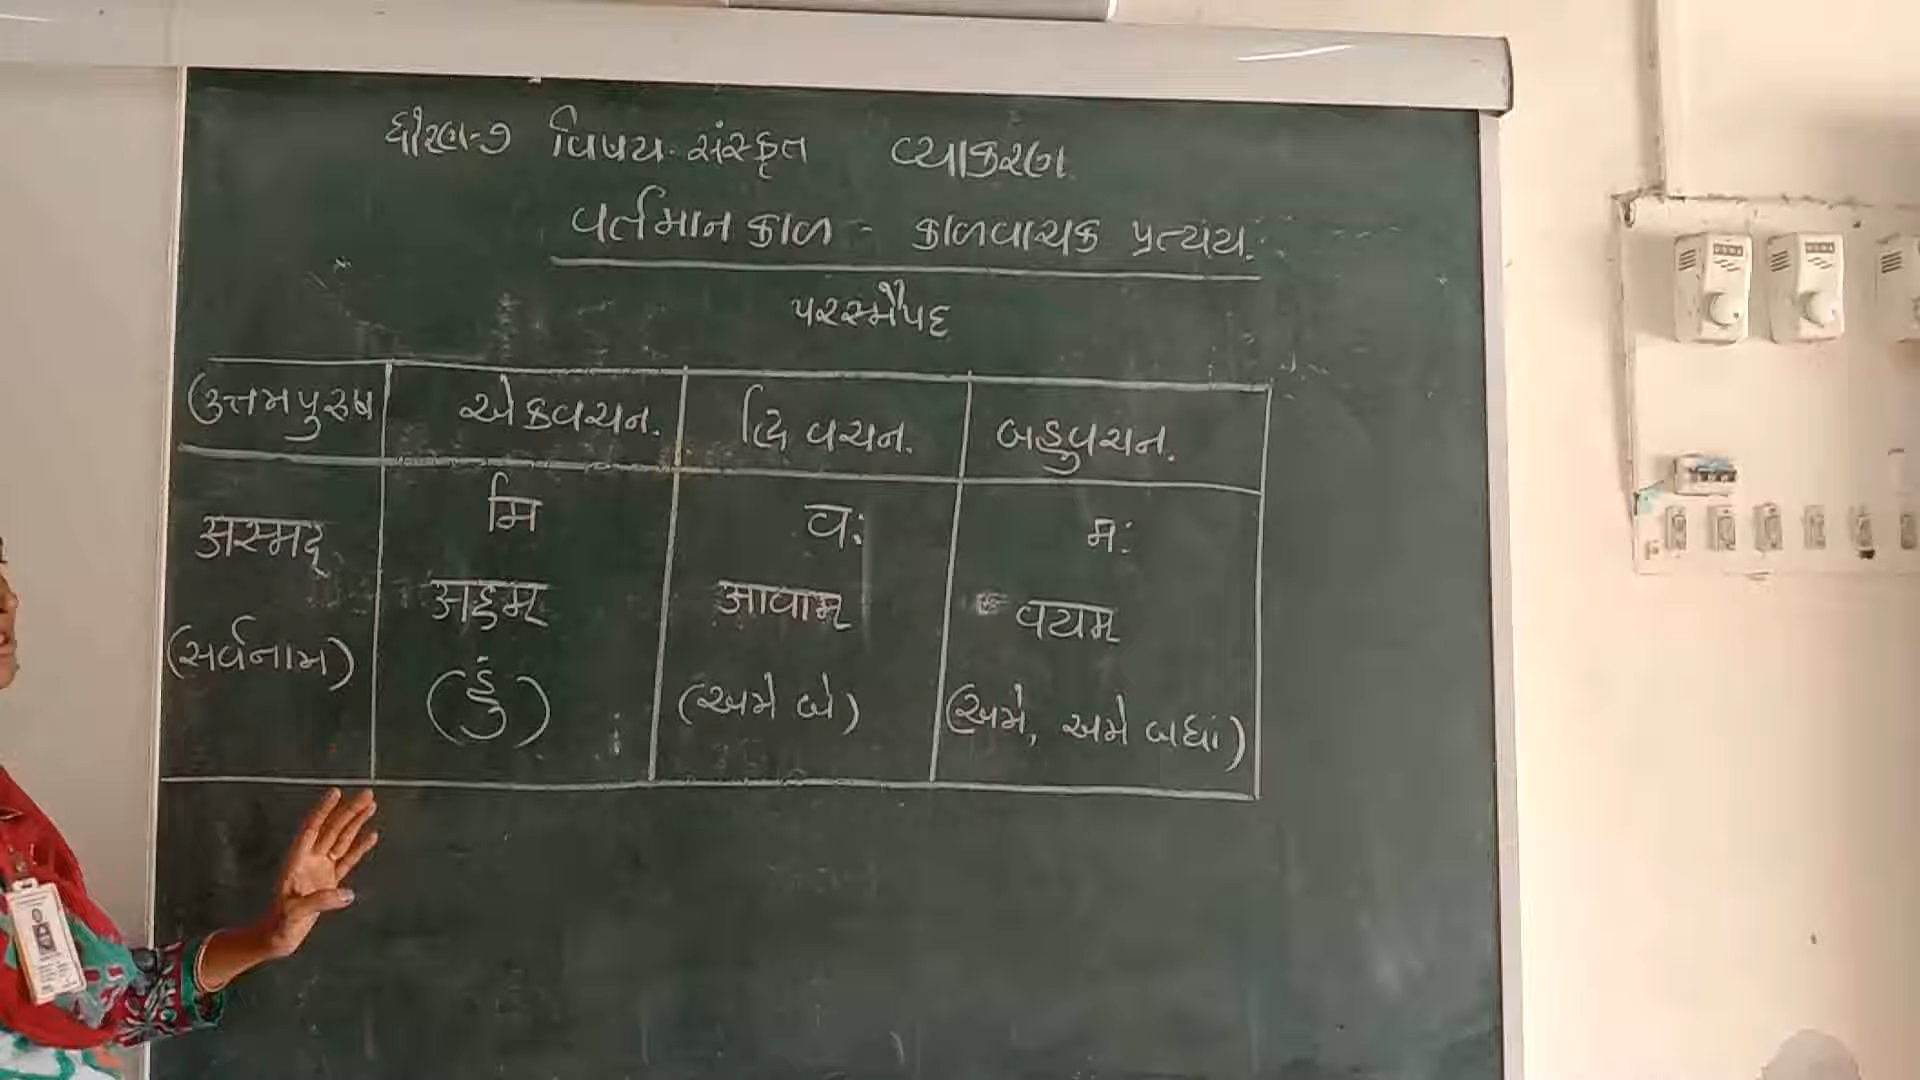 ધોરણ-૭ વિષય-સંસ્કૃત વ્યાકરણ
વર્તમાનકાળ - કાળવાચક પ્રત્યય.
પરસ્મૈપદ
ઉત્તમપુરુષ એકવચન. દ્વિવચન. બહુવચન.
अस्मद् मि वः मः
अहम् आवाम् वयम्
(સર્વનામ) (હું) (અમે બે) (અમે, અમે બધાં)